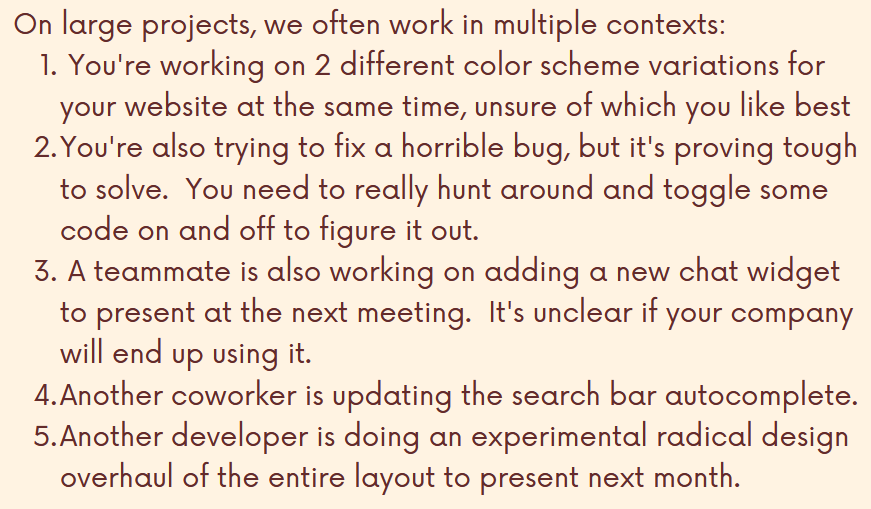 On large projects, we often work in multiple contexts:
1. You're working on 2 different color scheme variations for
your website at the same time, unsure of which you like best
2. You're also trying to fix a horrible bug, but it's proving tough
to solve.  You need to really hunt around and toggle some
code on and off to figure it out.
3. A teammate is also working on adding a new chat widget
to present at the next meeting.  It's unclear if your company
will end up using it.
4. Another coworker is updating the search bar autocomplete.
5. Another developer is doing an experimental radical design
overhaul of the entire layout to present next month.